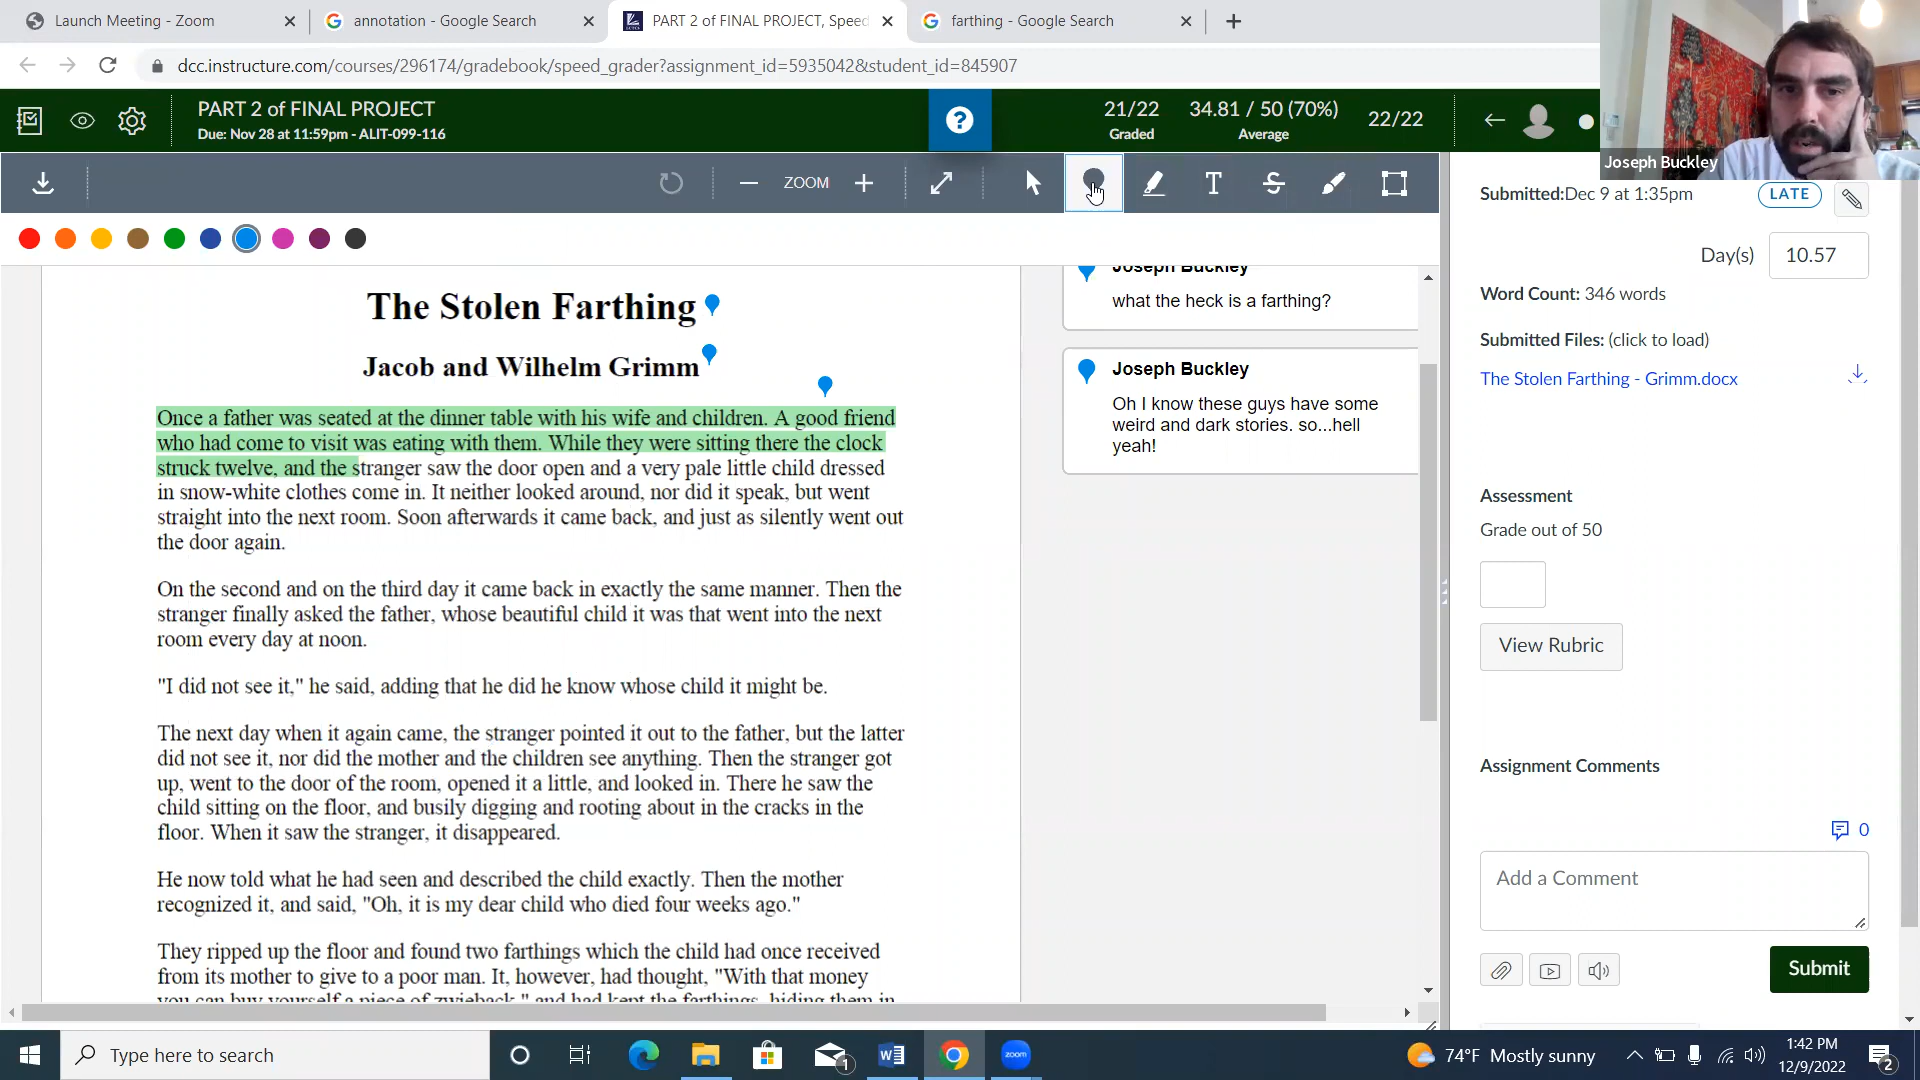 Launch Meeting - Zoom
annotation - Google Search
PART 2 of FINAL PROJECT, Speed
farthing - Google Search
dcc.instructure.com/courses/296174/gradebook/speed_grader?assignment_id=5935042&student_id=845907
PART 2 of FINAL PROJECT
Due: Nov 28 at 11:59pm - ALIT-099-116
?
21/22
Graded
34.81 / 50 (70%)
Average
22/22
Joseph Buckley
ZOOM
T
S
The Stolen Farthing
Jacob and Wilhelm Grimm
Once a father was seated at the dinner table with his wife and children. A good friend
who had come to visit was eating with them. While they were sitting there the clock
struck twelve, and the stranger saw the door open and a very pale little child dressed
in snow-white clothes come in. It neither looked around, nor did it speak, but went
straight into the next room. Soon afterwards it came back, and just as silently went out
the door again.
On the second and on the third day it came back in exactly the same manner. Then the
stranger finally asked the father, whose beautiful child it was that went into the next
room every day at noon.
"I did not see it," he said, adding that he did he know whose child it might be.
The next day when it again came, the stranger pointed it out to the father, but the latter
did not see it, nor did the mother and the children see anything. Then the stranger got
up, went to the door of the room, opened it a little, and looked in. There he saw the
child sitting on the floor, and busily digging and rooting about in the cracks in the
floor. When it saw the stranger, it disappeared.
He now told what he had seen and described the child exactly. Then the mother
recognized it, and said, "Oh, it is my dear child who died four weeks ago."
They ripped up the floor and found two farthings which the child had once received
from its mother to give to a poor man. It, however, had thought, "With that money
you can buy yourself a piece of zwieback," and had kept the farthings, hiding them in
Joseph Buckley
what the heck is a farthing?
Joseph Buckley
Oh I know these guys have some
weird and dark stories. so...hell
yeah!
Submitted:Dec 9 at 1:35pm
LATE
Day(s)
10.57
Word Count: 346 words
Submitted Files: (click to load)
The Stolen Farthing - Grimm.docx
Assessment
Grade out of 50
View Rubric
Assignment Comments
0
Add a Comment
Submit
Type here to search
1
W
zoom
74°F Mostly sunny
1:42 PM
12/9/2022
2